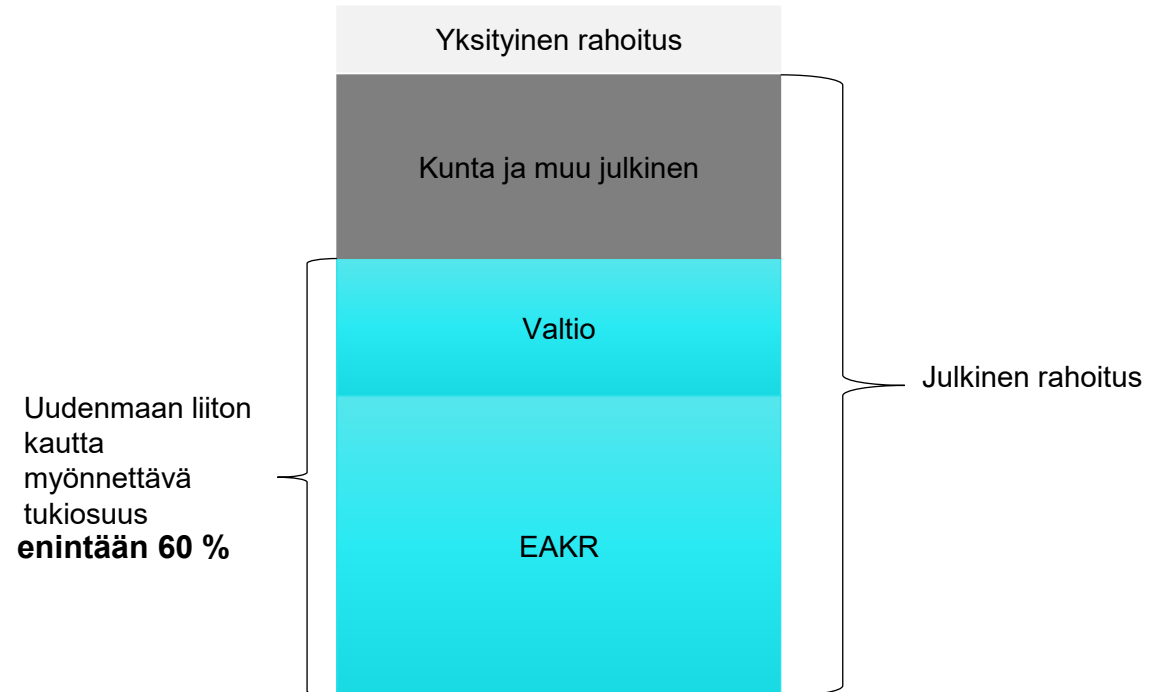 Yksityinen rahoitus
Kunta ja muu julkinen
Valtio
Julkinen rahoitus
Uudenmaan liiton
kautta
myönnettävä
tukiosuus
enintään 60 %
EAKR